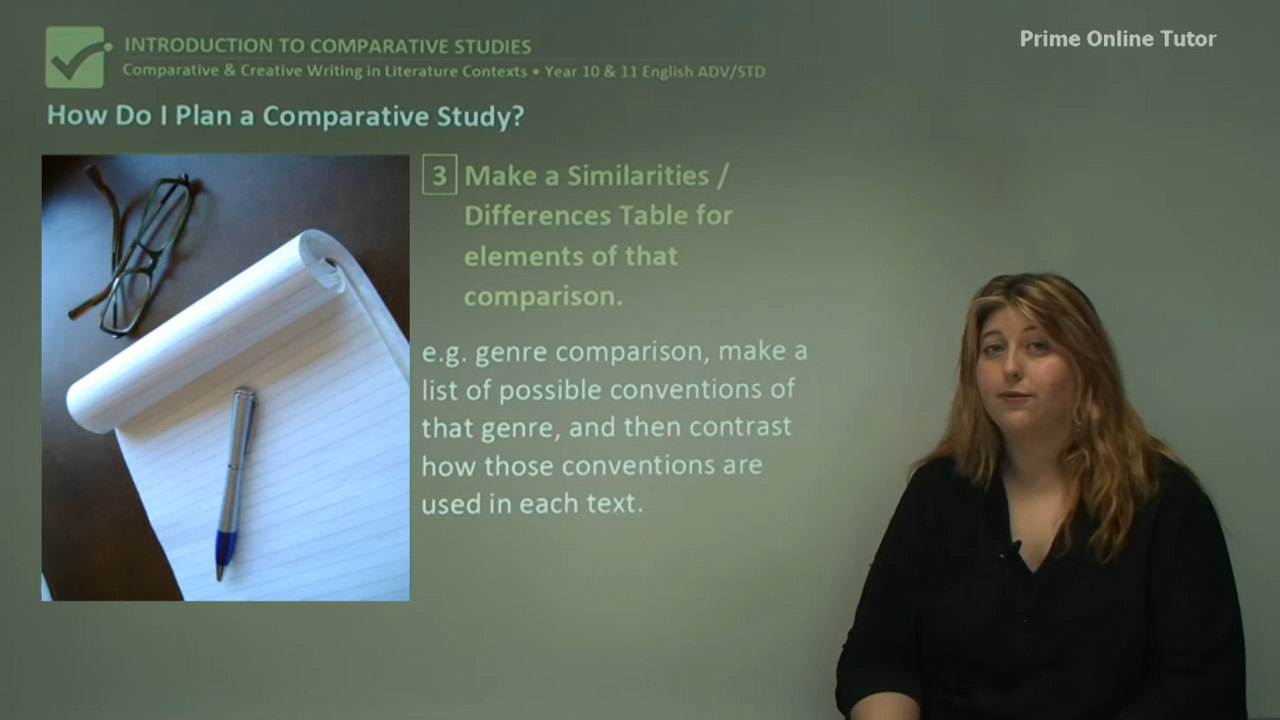 INTRODUCTION TO COMPARATIVE STUDIES
Comparative & Creative Writing in Literature Contexts • Year 10 & 11 English ADV/STD
Prime Online Tutor
How Do I Plan a Comparative Study?
3 Make a Similarities /
Differences Table for
elements of that
comparison.
e.g. genre comparison, make a
list of possible conventions of
that genre, and then contrast
how those conventions are
used in each text.